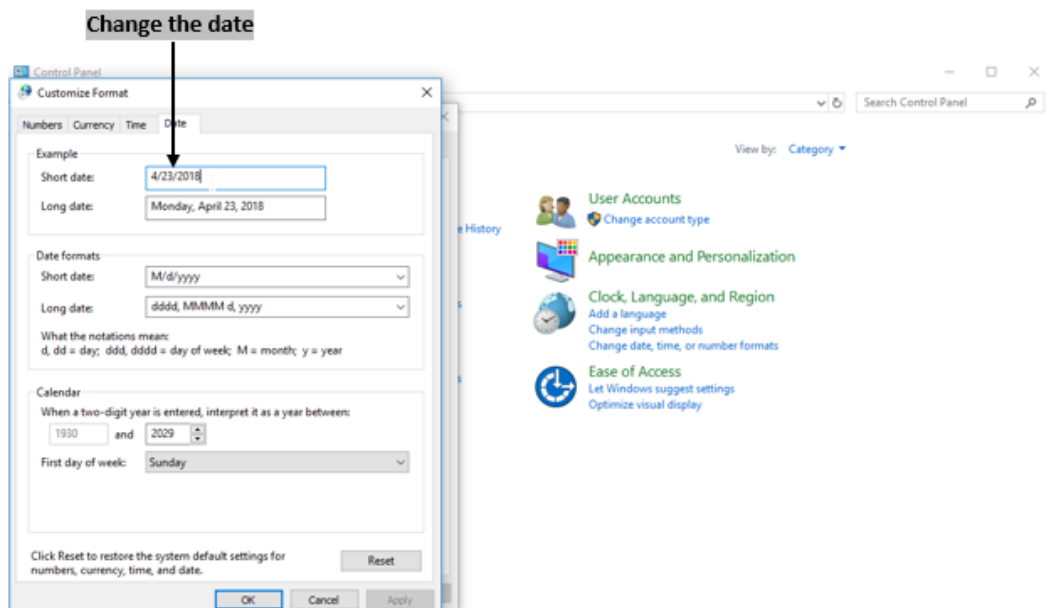 Change the date
Control Panel
Customize Format
Search Control Panel
Numbers Currency Time Date
View by: Category
Example
Short date: 4/23/2018
Long date: Monday, April 23, 2018
User Accounts
Change account type
e History
Date formats
Short date: M/d/yyyy
Long date: dddd, MMMM d, yyyy
What the notations mean:
d, dd = day; ddd, dddd = day of week; M = month; y = year
Appearance and Personalization
Clock, Language, and Region
Add a language
Change input methods
Change date, time, or number formats
Ease of Access
Let Windows suggest settings
Optimize visual display
Calendar
When a two-digit year is entered, interpret it as a year between:
1930 and 2029
First day of week: Sunday
Click Reset to restore the system default settings for
numbers, currency, time, and date.
Reset
OK Cancel Apply